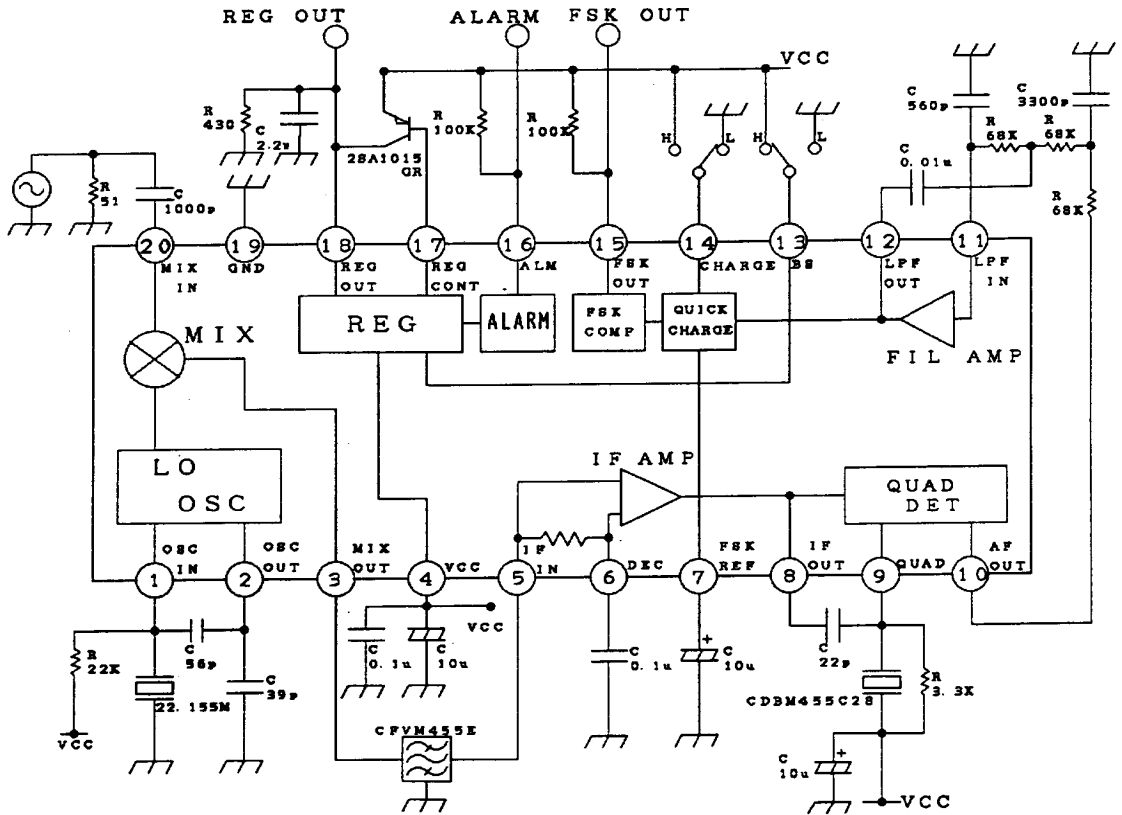 REG OUT
ALARM
FSK OUT
VCC
R
430
C
2.2u
2SA1015
GR
R
100K
R
100K
H
L
H
L
C
560p
C
3300p
R
68K
R
68K
C
0.01u
R
68K
R
51
C
1000p
20
19
18
17
16
15
14
13
12
11
MIX
IN
GND
REG
OUT
REG
CONT
ALM
FSK
OUT
CHARGE
BS
LPF
OUT
LPF
IN
REG
ALARM
FSK
COMP
QUICK
CHARGE
FIL AMP
MIX
LO
OSC
IF AMP
QUAD
DET
OSC
IN
OSC
OUT
MIX
OUT
VCC
IF
IN
DEC
FSK
REF
IF
OUT
QUAD
AF
OUT
1
2
3
4
5
6
7
8
9
10
R
22K
C
56p
C
39p
22.155M
VCC
C
0.1u
C
10u
VCC
CFVM455E
C
0.1u
+
C
10u
C
22p
R
3.3K
CDBM455C28
C
10u
+
VCC